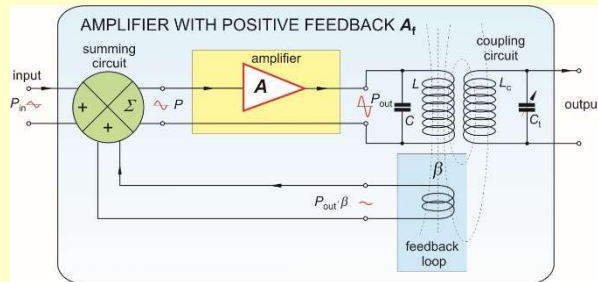 AMPLIFIER WITH POSITIVE FEEDBACK Af
summing
circuit
amplifier
coupling
circuit
input
Pin
+
+
+
Σ
P
A
Pout
C
L
Lc
Ct
output
β
Pout·β
feedback
loop